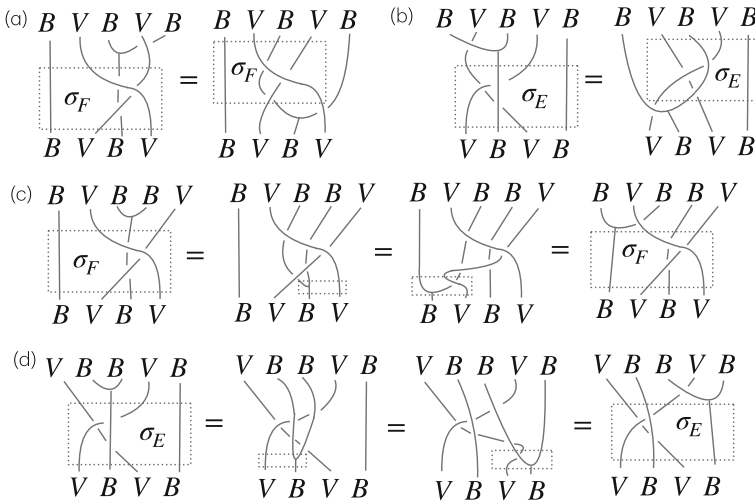 (a) B V B V B B V B V B (b) B V B V B B V B V B
σ_F = σ_F σ_E = σ_E
B V B V B V B V B V B V B V B
(c) B V B B V B V B B V B V B B V B V B B V
σ_F = = = σ_F
B V B V B V B V B V B V B V B V
(d) V B B V B V B B V B V B B V B V B B V B
σ_E = = = σ_E
V B V B V B V B V B V B V B V B